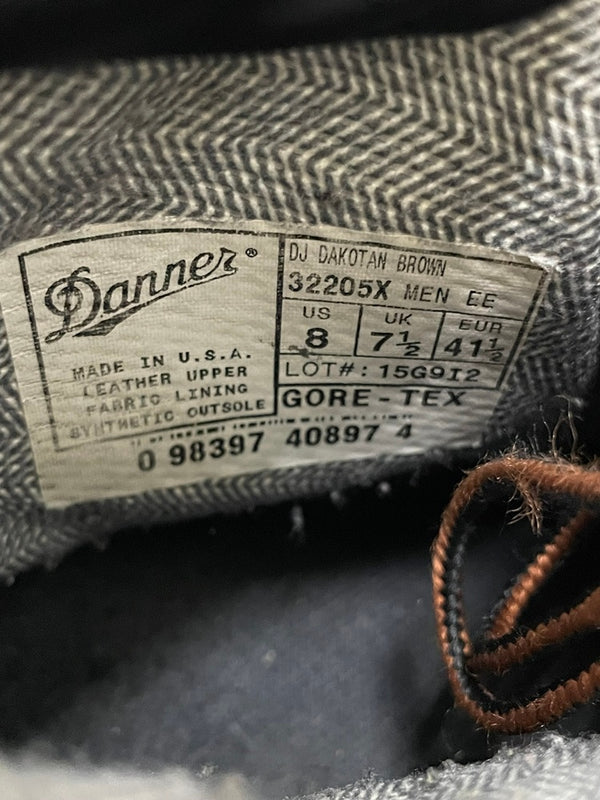 Danner®
MADE IN U.S.A.
LEATHER UPPER
FABRIC LINING
SYNTHETIC OUTSOLE
DJ DAKOTAN BROWN
32205X MEN EE
US UK EUR
8 7½ 41½
LOT#: 15G9I2
GORE-TEX
0 98397 40897 4